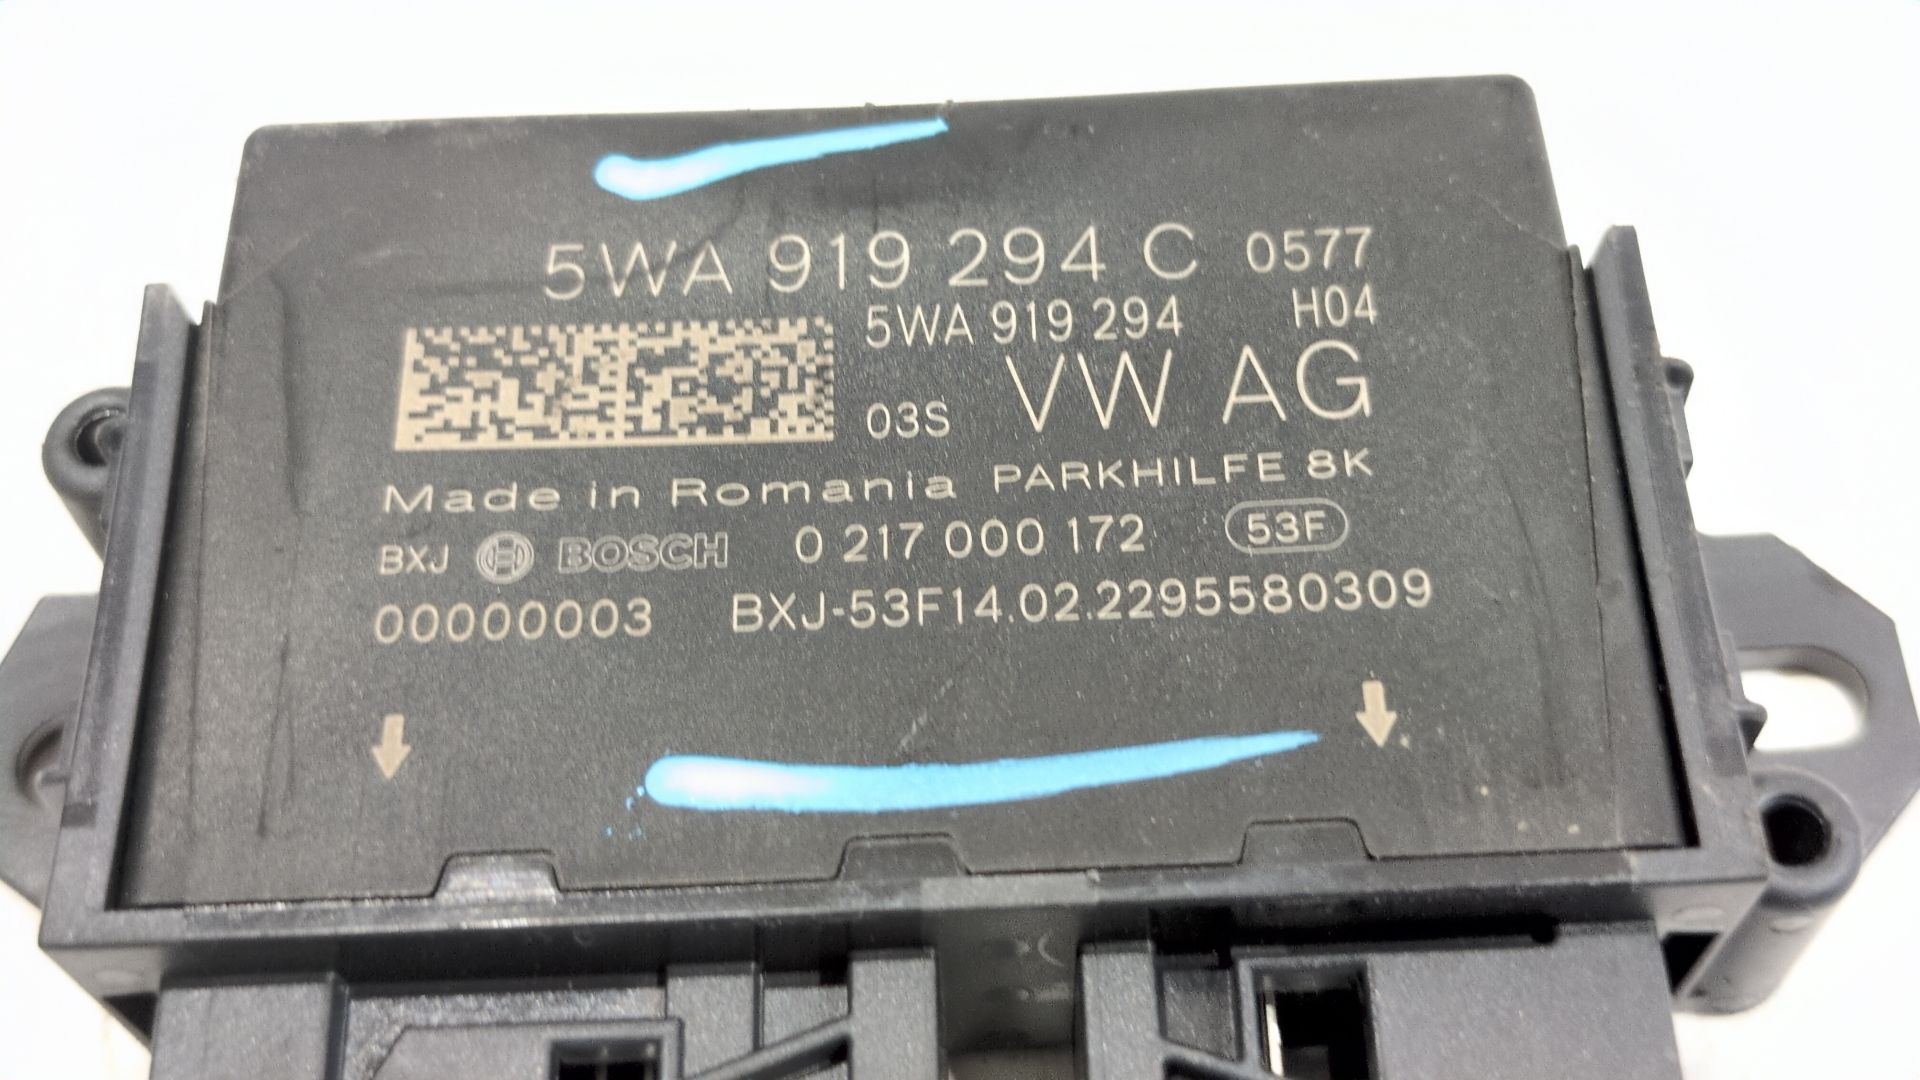 5WA 919 294 C 0577
5WA 919 294 H04
03S VW AG
Made in Romania PARKHILFE 8K
BXJ BOSCH 0 217 000 172 53F
00000003 BXJ-53F14.02.2295580309